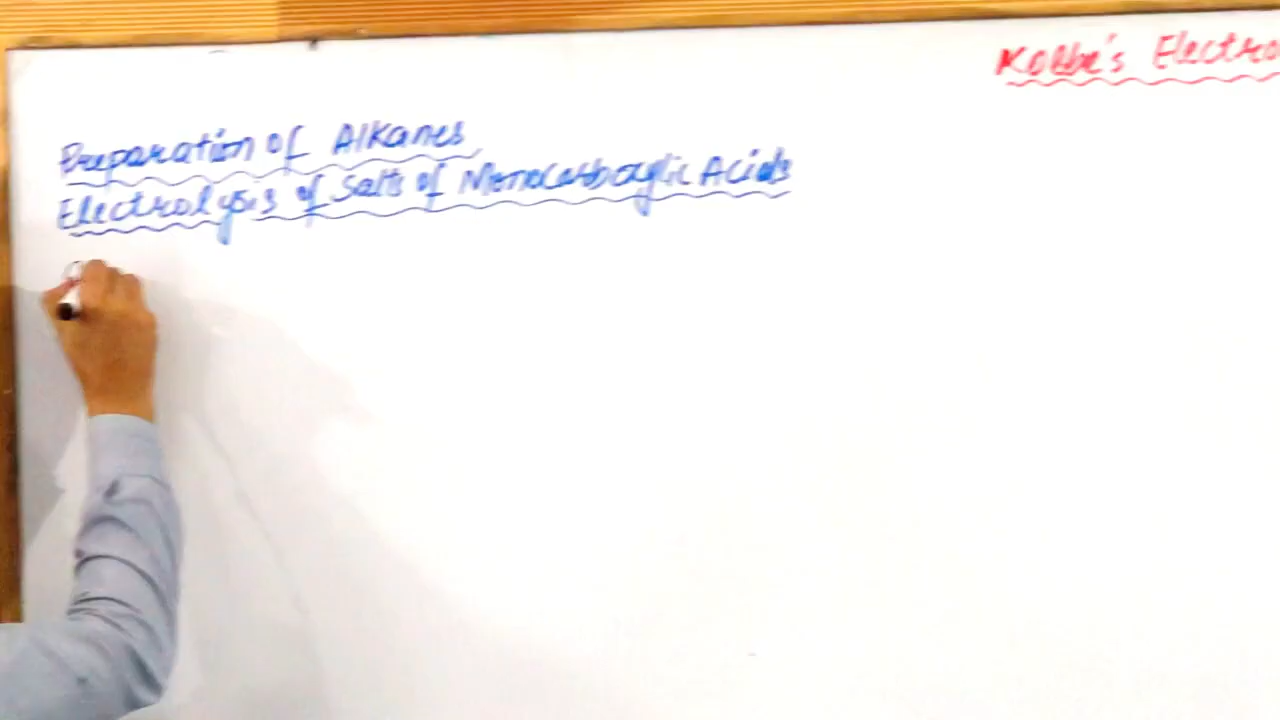 Kolbe's Electro
Preparation of Alkanes
Electrolysis of Salts of Monocarboxylic Acids